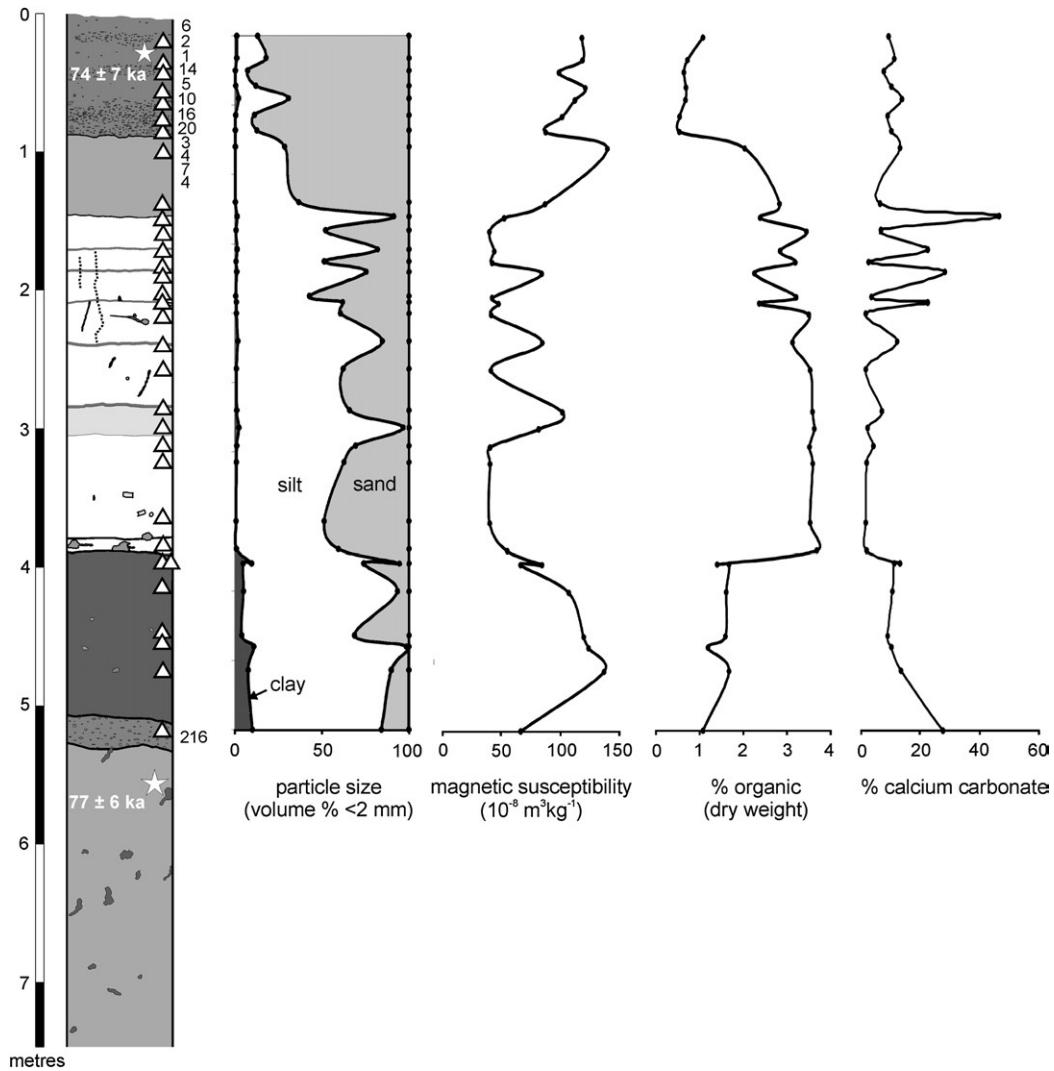 0
1
2
3
4
5
6
7
metres
74 ± 7 ka
77 ± 6 ka
6
2
1
14
5
10
16
20
3
4
7
4
216
silt
sand
clay
0 50 100
particle size
(volume % <2 mm)
0 50 100 150
magnetic susceptibility
(10⁻⁸ m³kg⁻¹)
0 1 2 3 4
% organic
(dry weight)
0 20 40 60
% calcium carbonate